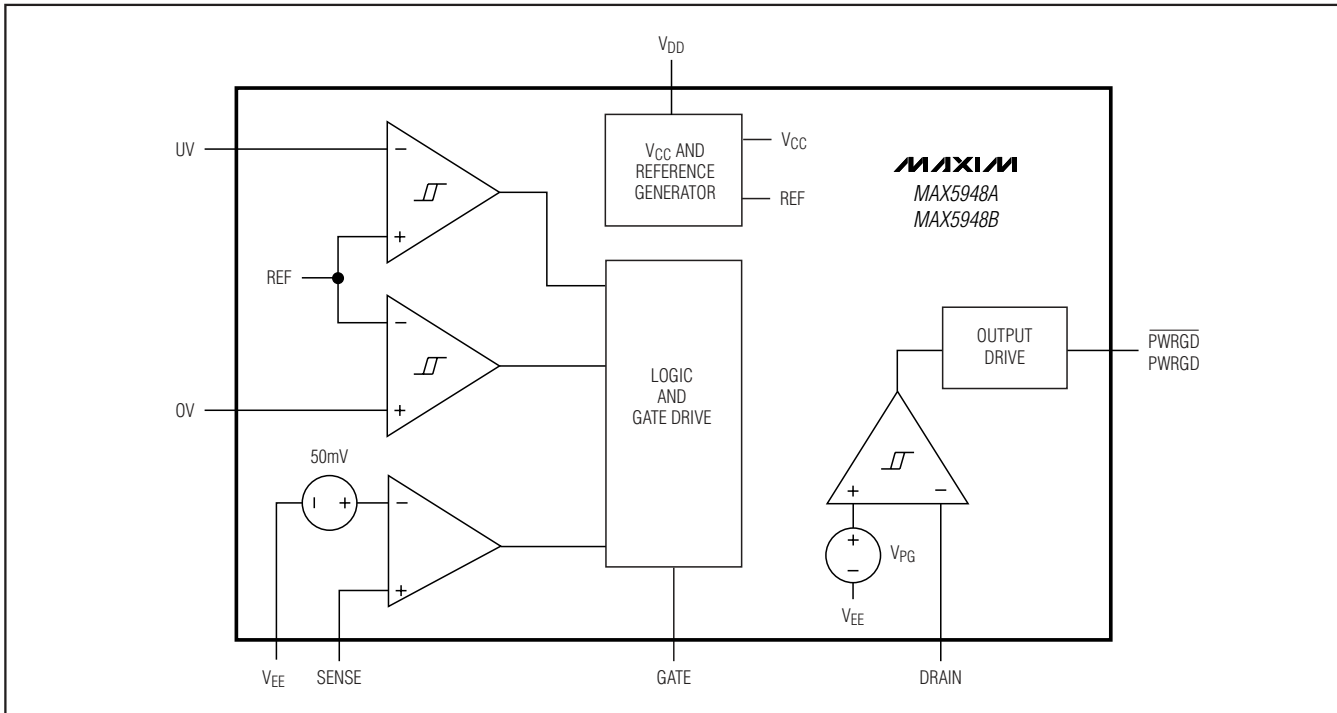 VDD
UV
−
+
REF
−
+
OV
VCC AND
REFERENCE
GENERATOR
VCC
REF
MAXIM
MAX5948A
MAX5948B
LOGIC
AND
GATE DRIVE
OUTPUT
DRIVE
PWRGD
PWRGD
50mV
− +
−
+
+ −
+
−
VPG
VEE
VEE
SENSE
GATE
DRAIN